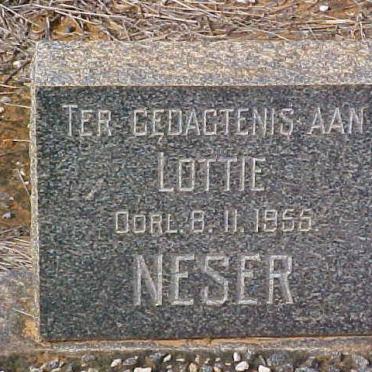 TER GEDAGTENIS AAN
LOTTIE
OORL. 8. 11. 1955.
NESER